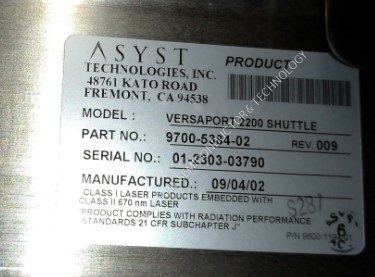 ASYST
TECHNOLOGIES, INC.
48761 KATO ROAD
FREMONT, CA 94538
PRODUCT
MODEL : VERSAPORT 2200 SHUTTLE
PART NO.: 9700-5384-02 REV. 009
SERIAL NO: 01-2303-03790
MANUFACTURED.: 09/04/02
CLASS I LASER PRODUCTS EMBEDDED WITH
CLASS II 670 nm LASER
PRODUCT COMPLIES WITH RADIATION PERFORMANCE
STANDARDS 21 CFR SUBCHAPTER J"